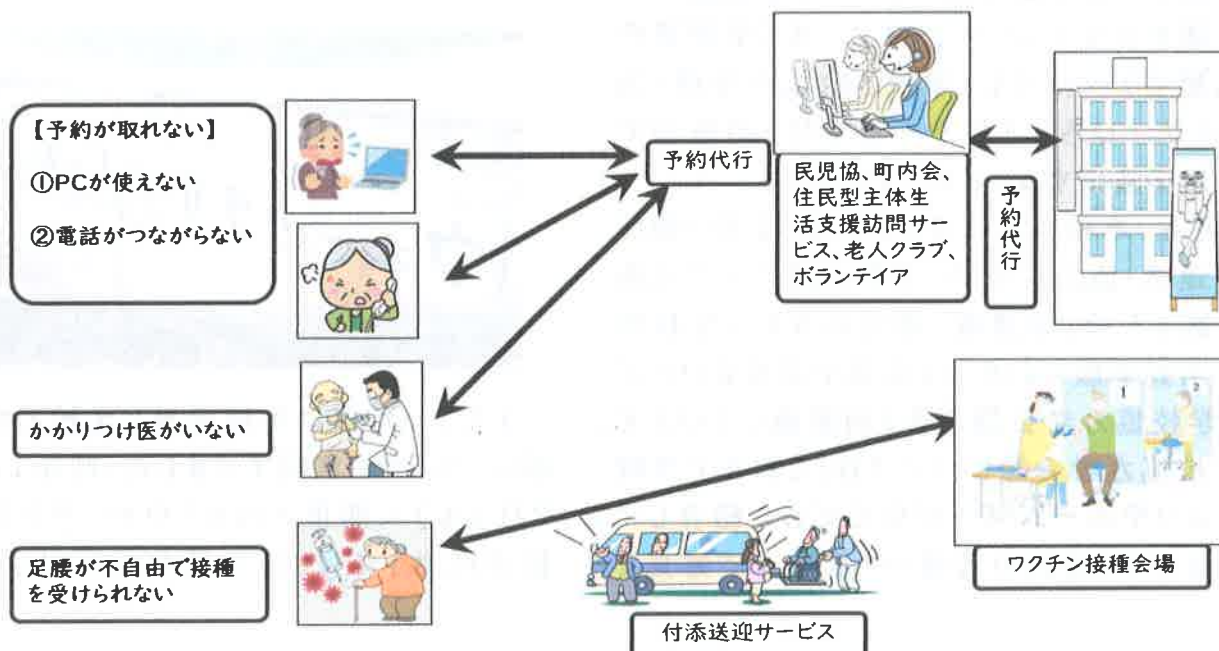 【予約が取れない】
①PCが使えない
②電話がつながらない
かかりつけ医がいない
足腰が不自由で接種
を受けられない
予約代行
民児協、町内会、
住民型主体生
活支援訪問サー
ビス、老人クラブ、
ボランテイア
予約代行
1
2
ワクチン接種会場
付添送迎サービス